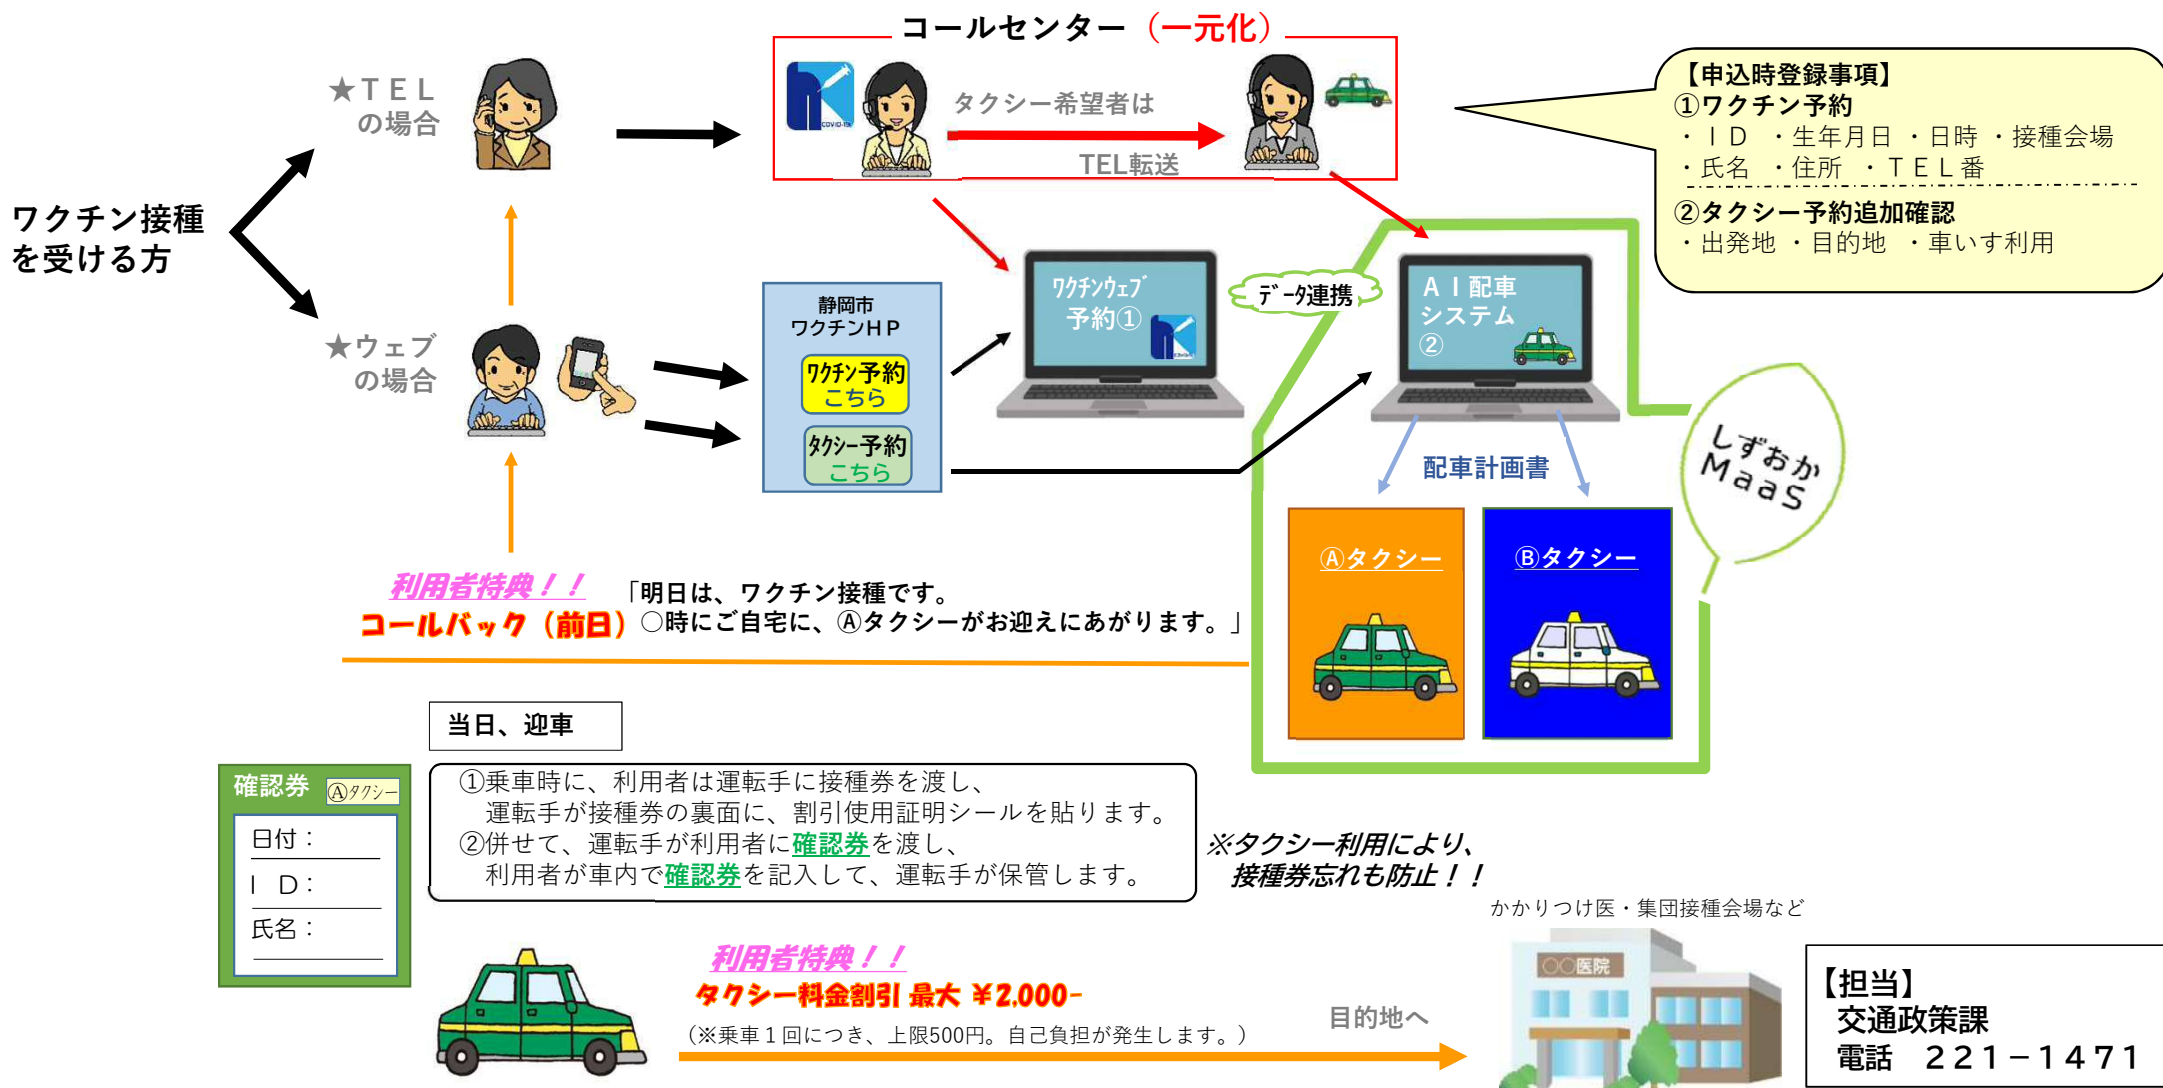 コールセンター（一元化）
★ＴＥＬ
の場合
COVID-19
タクシー希望者は
TEL転送
【申込時登録事項】
①ワクチン予約
・ＩＤ ・生年月日 ・日時 ・接種会場
・氏名 ・住所 ・ＴＥＬ番
②タクシー予約追加確認
・出発地 ・目的地 ・車いす利用
ワクチン接種
を受ける方
★ウェブ
の場合
静岡市
ワクチンＨＰ
ﾜｸﾁﾝ予約
こちら
ﾀｸｼｰ予約
こちら
ﾜｸﾁﾝｳｪﾌﾞ
予約①
ﾃﾞｰﾀ連携
ＡＩ配車
システム
②
しずおか
MaaS
配車計画書
Ⓐタクシー
Ⓑタクシー
利用者特典！！
コールバック（前日）
「明日は、ワクチン接種です。
○時にご自宅に、Ⓐタクシーがお迎えにあがります。」
当日、迎車
確認券 Ⓐﾀｸｼｰ
日付：
ＩＤ：
氏名：
①乗車時に、利用者は運転手に接種券を渡し、
運転手が接種券の裏面に、割引使用証明シールを貼ります。
②併せて、運転手が利用者に確認券を渡し、
利用者が車内で確認券を記入して、運転手が保管します。
※タクシー利用により、
接種券忘れも防止！！
利用者特典！！
タクシー料金割引 最大 ￥2,000-
（※乗車１回につき、上限500円。自己負担が発生します。）
目的地へ
かかりつけ医・集団接種会場など
○○医院
【担当】
交通政策課
電話 ２２１－１４７１